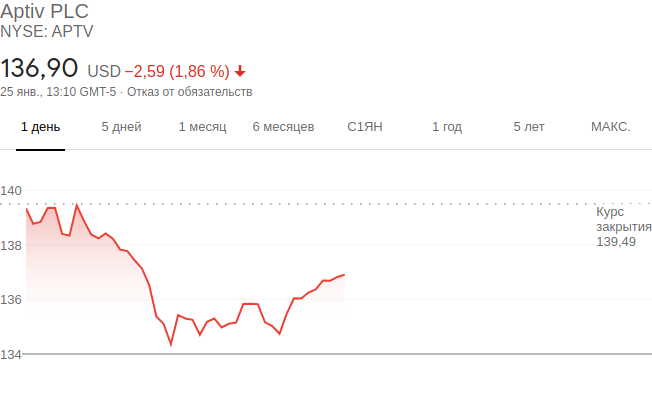 Aptiv PLC
NYSE: APTV
136,90 USD −2,59 (1,86 %)
25 янв., 13:10 GMT-5 · Отказ от обязательств
1 день 5 дней 1 месяц 6 месяцев С1ЯН 1 год 5 лет МАКС.
140
Курс
закрытия
139,49
138
136
134